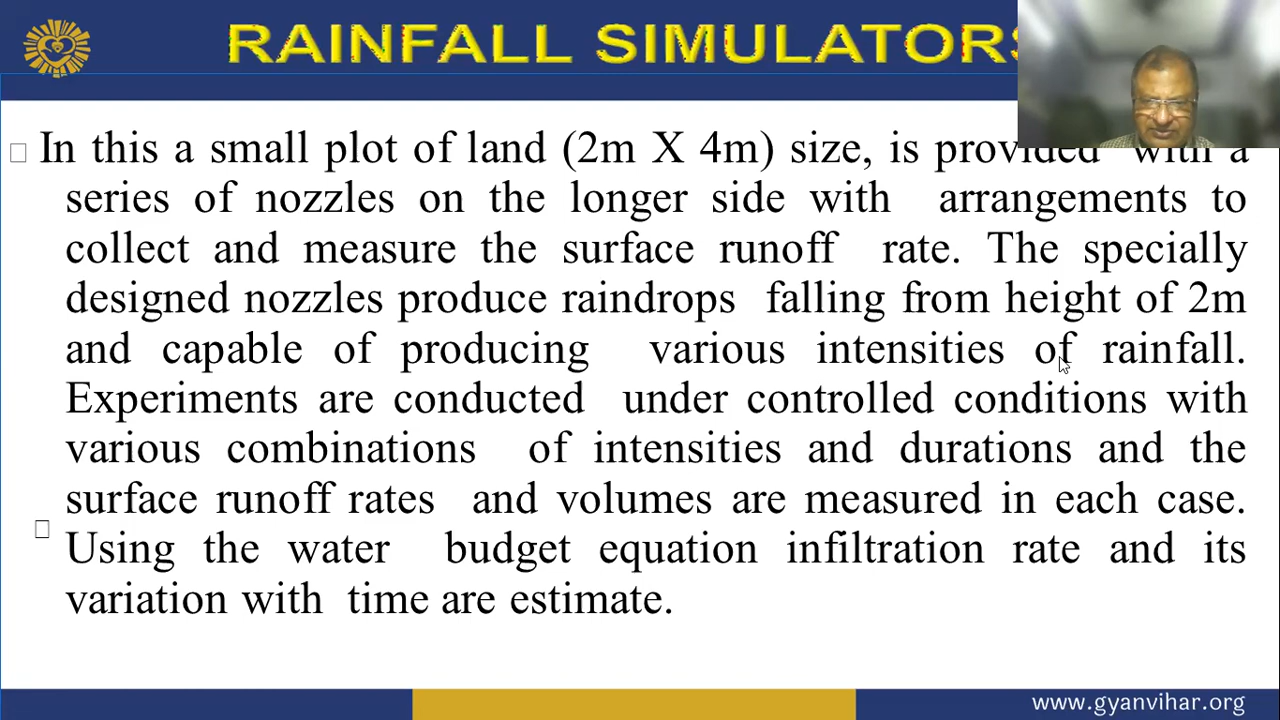 RAINFALL SIMULATORS
In this a small plot of land (2m X 4m) size, is provided with a
series of nozzles on the longer side with arrangements to
collect and measure the surface runoff rate. The specially
designed nozzles produce raindrops falling from height of 2m
and capable of producing various intensities of rainfall.
Experiments are conducted under controlled conditions with
various combinations of intensities and durations and the
surface runoff rates and volumes are measured in each case.
Using the water budget equation infiltration rate and its
variation with time are estimate.
www.gyanvihar.org